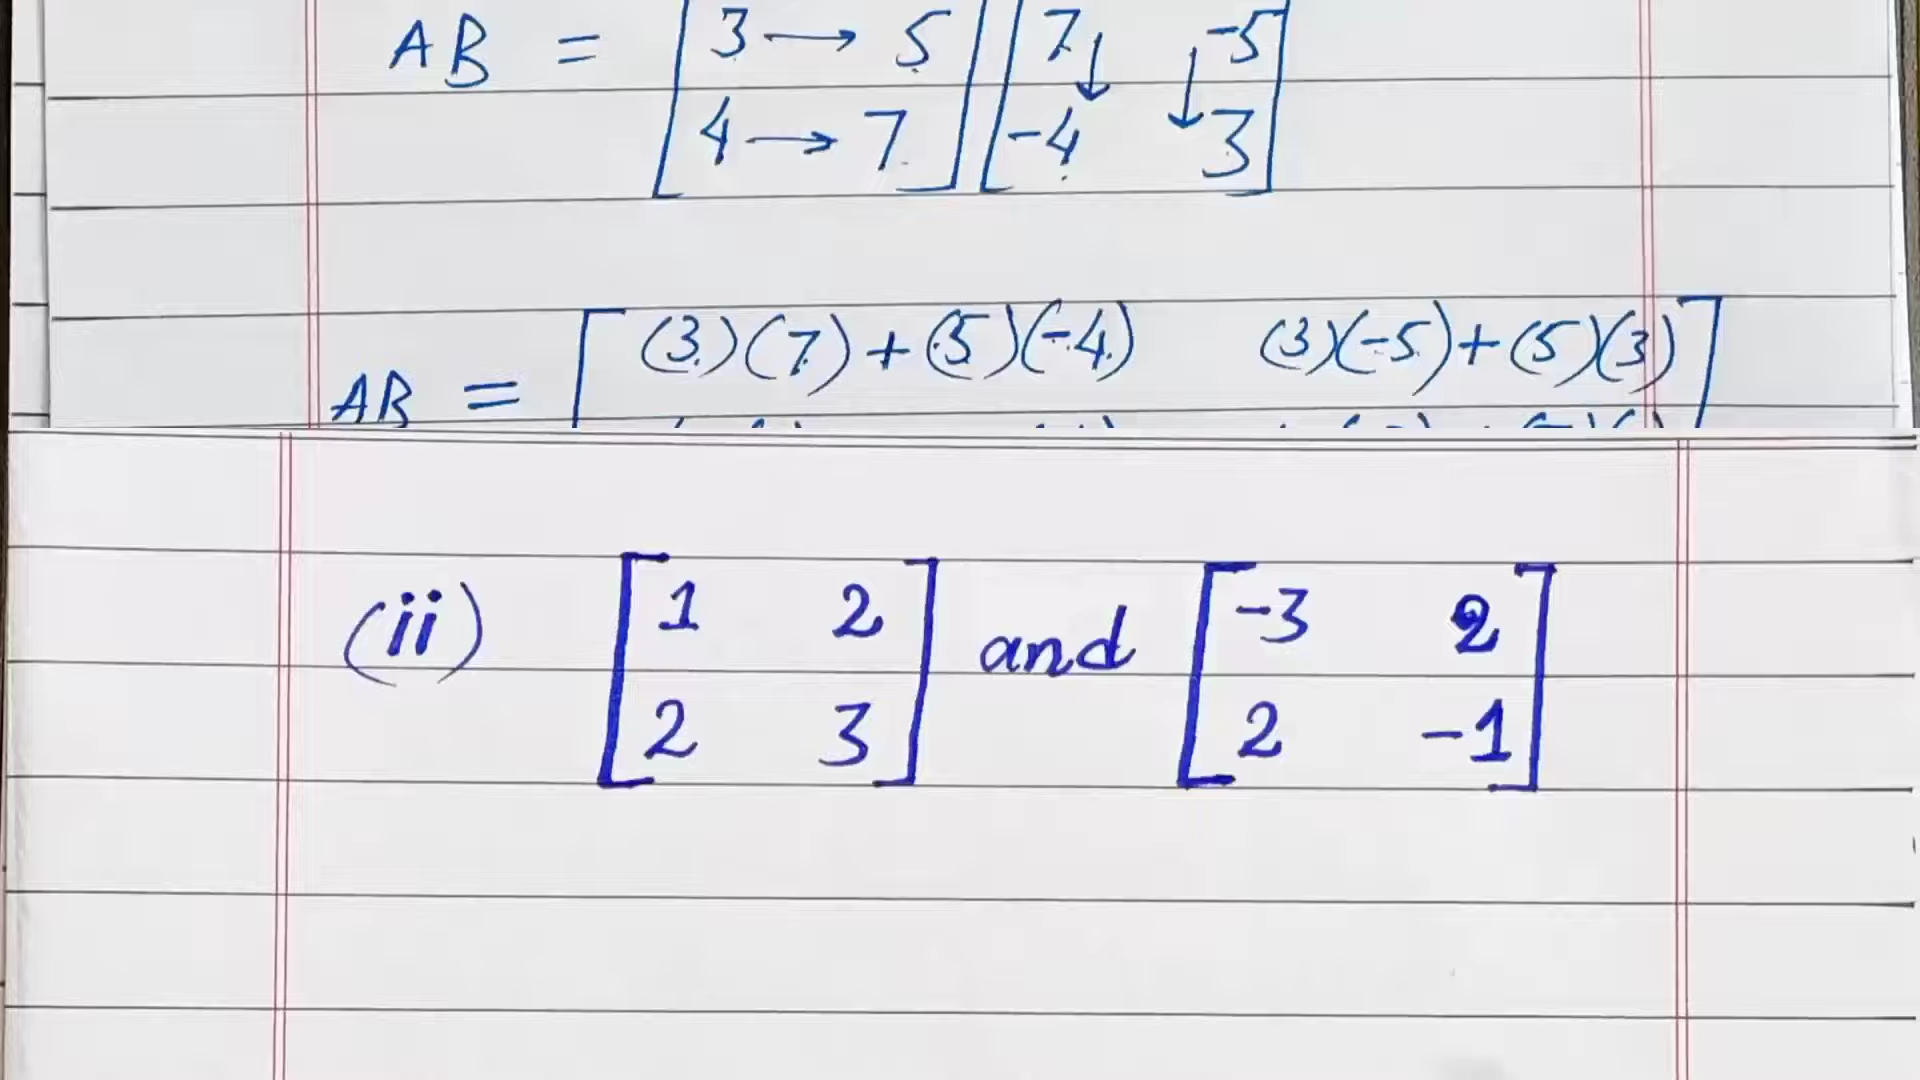 AB = [3 → 5] [7 ↓ -5 ↓]
[4 → 7] [-4 3]
AB = [(3)(7)+(5)(-4) (3)(-5)+(5)(3)]
(ii) [1 2] and [-3 2]
[2 3] [2 -1]